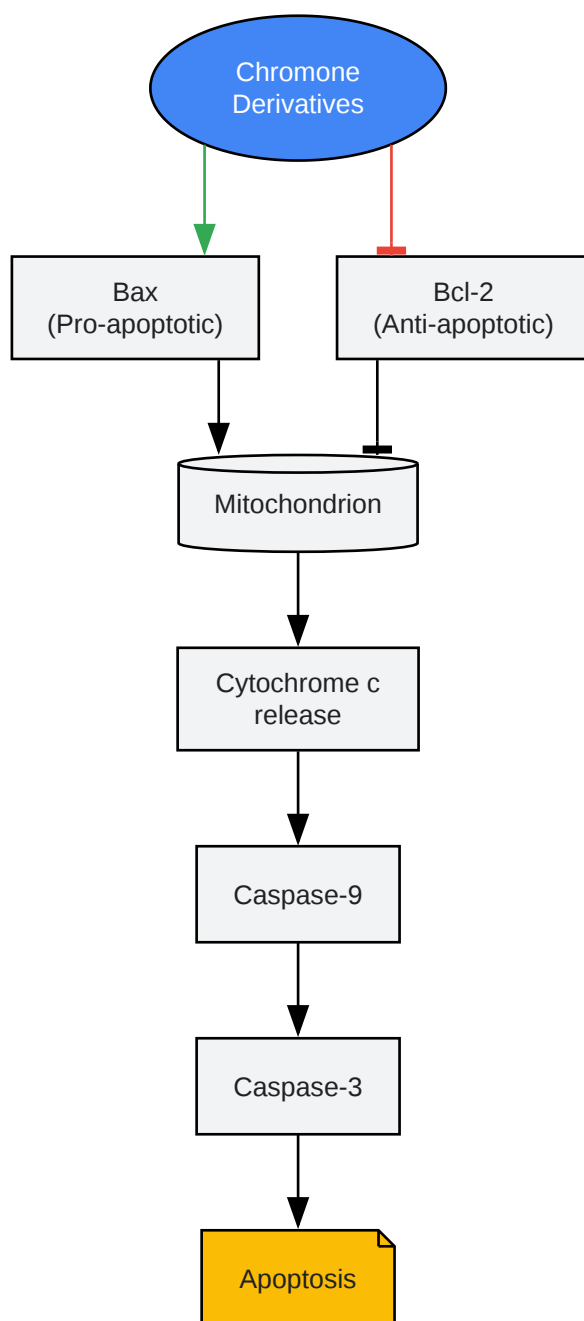 Chromone
Derivatives
Bax
(Pro-apoptotic)
Bcl-2
(Anti-apoptotic)
Mitochondrion
Cytochrome c
release
Caspase-9
Caspase-3
Apoptosis